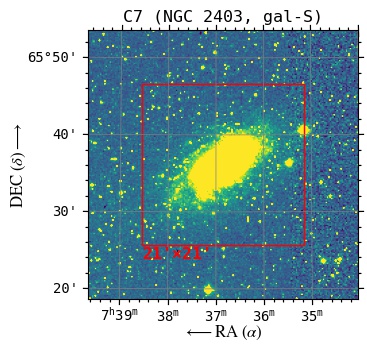 C7 (NGC 2403, gal-S)
65°50'
40'
30'
20'
DEC (δ) ⟶
21'×21'
7ʰ39ᵐ 38ᵐ 37ᵐ 36ᵐ 35ᵐ
⟵ RA (α)